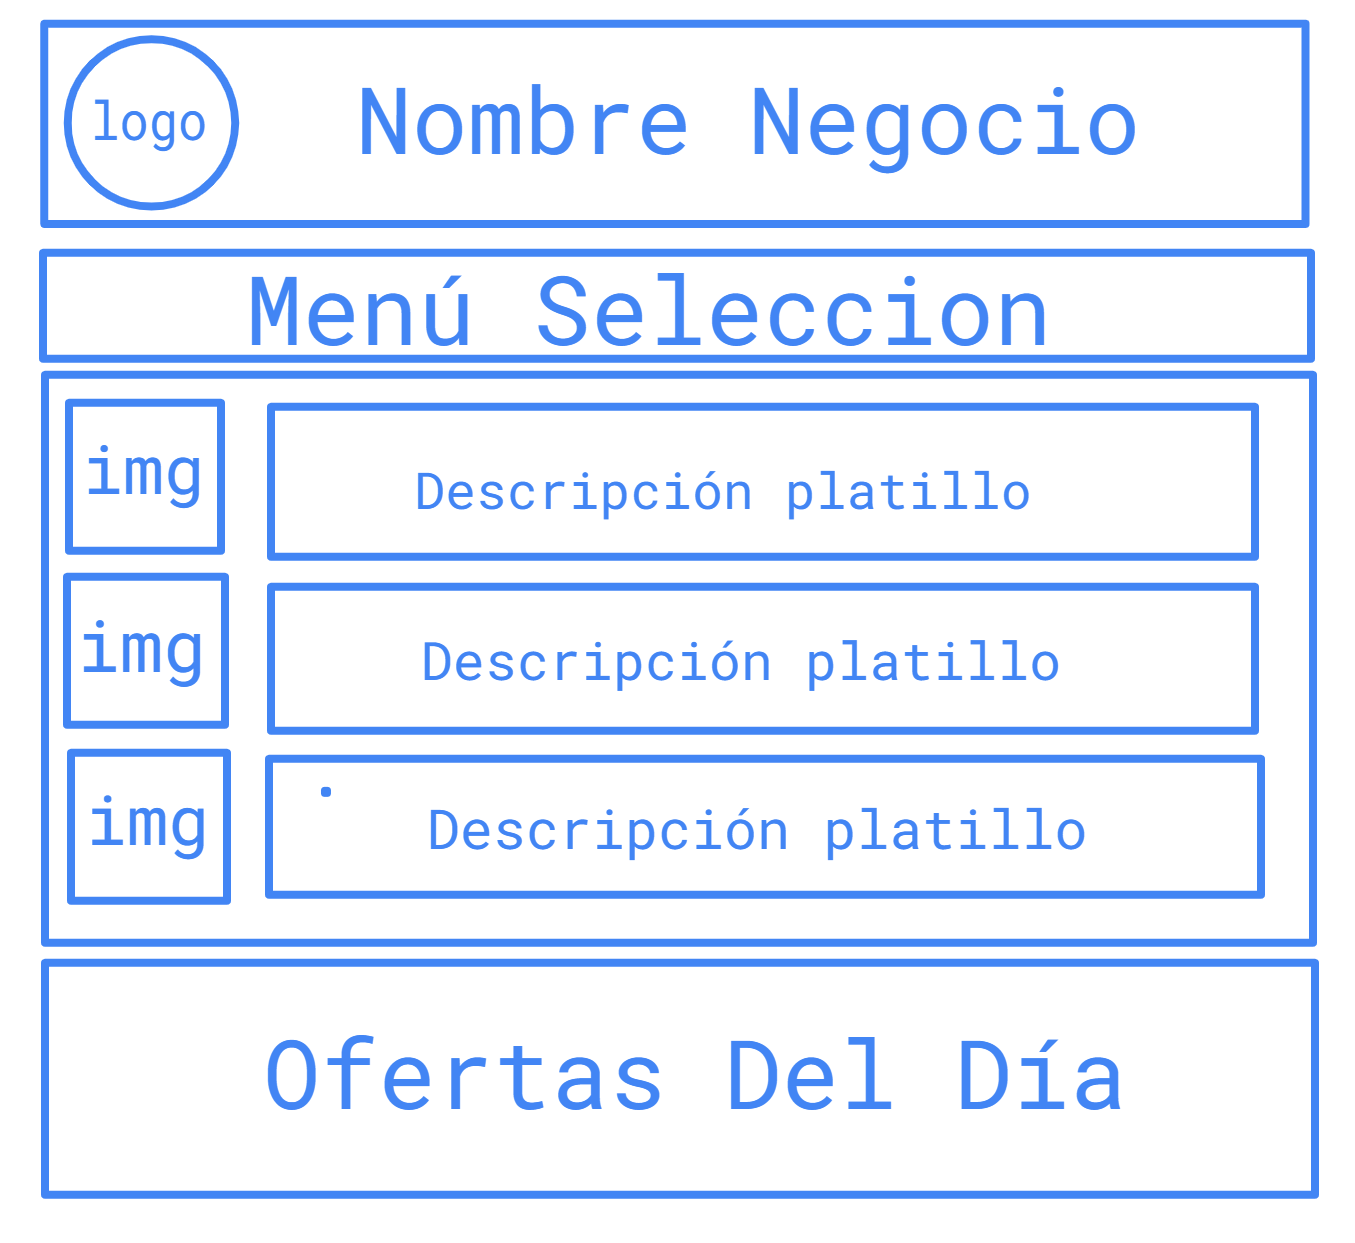 logo
Nombre Negocio
Menú Seleccion
img
Descripción platillo
img
Descripción platillo
img
Descripción platillo
Ofertas Del Día